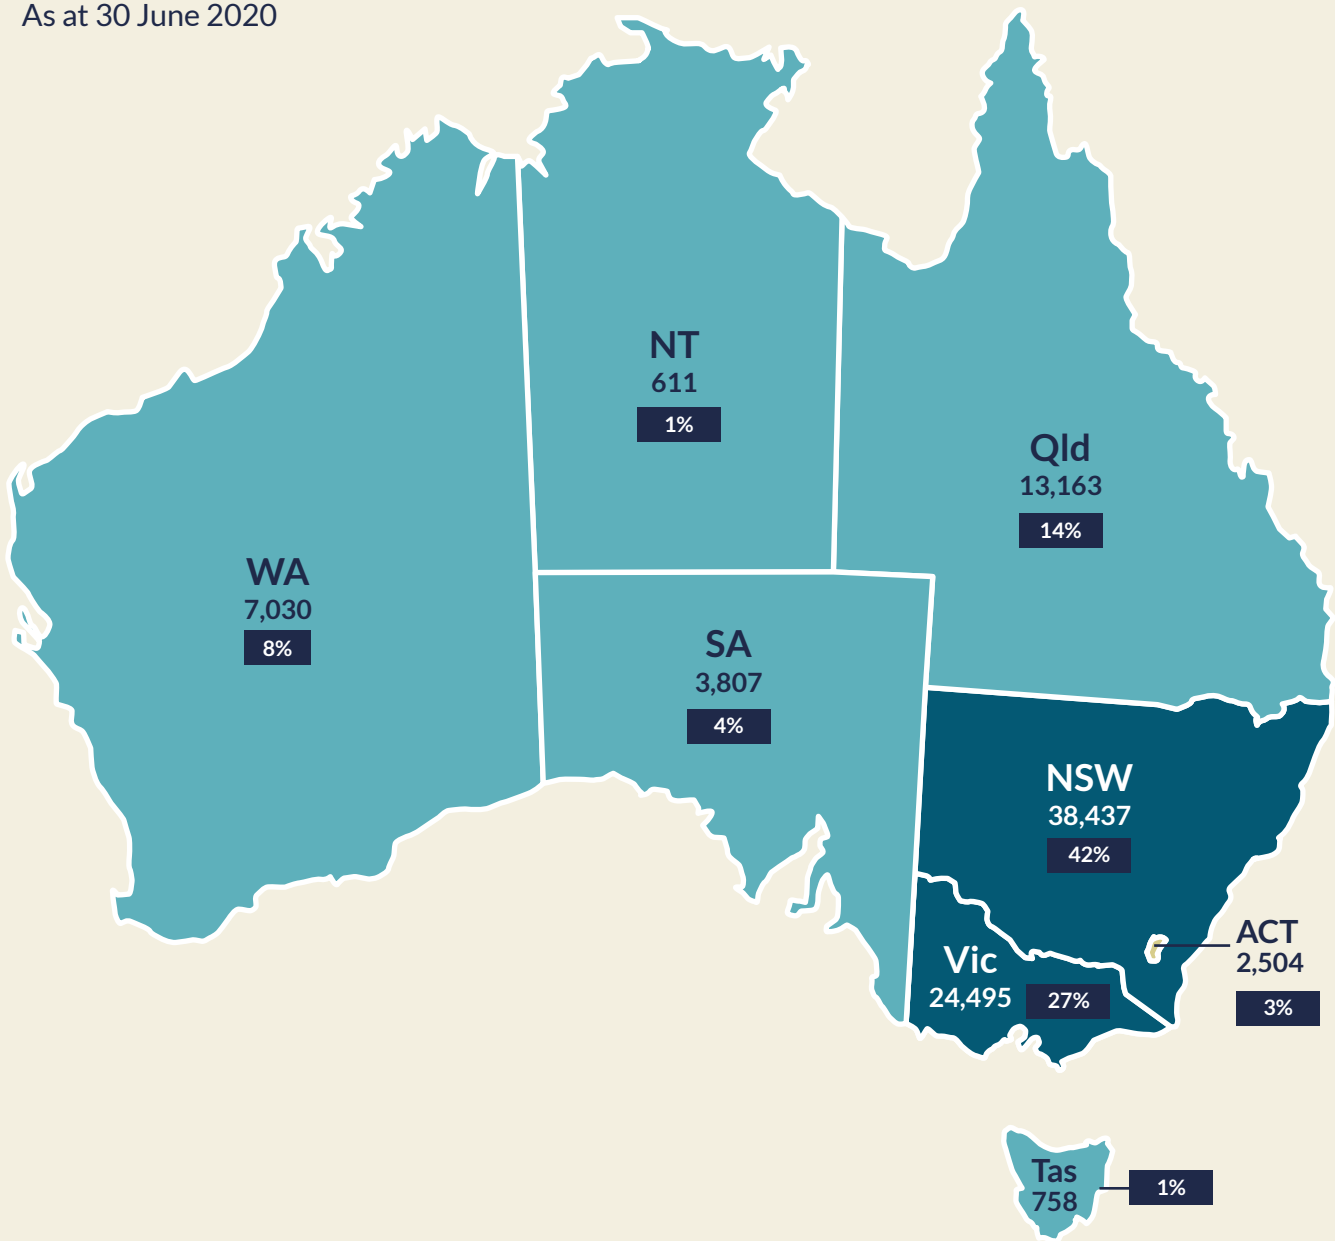 As at 30 June 2020
NT
611
1%
Qld
13,163
14%
WA
7,030
8%
SA
3,807
4%
NSW
38,437
42%
ACT
2,504
3%
Vic
24,495
27%
Tas
758
1%